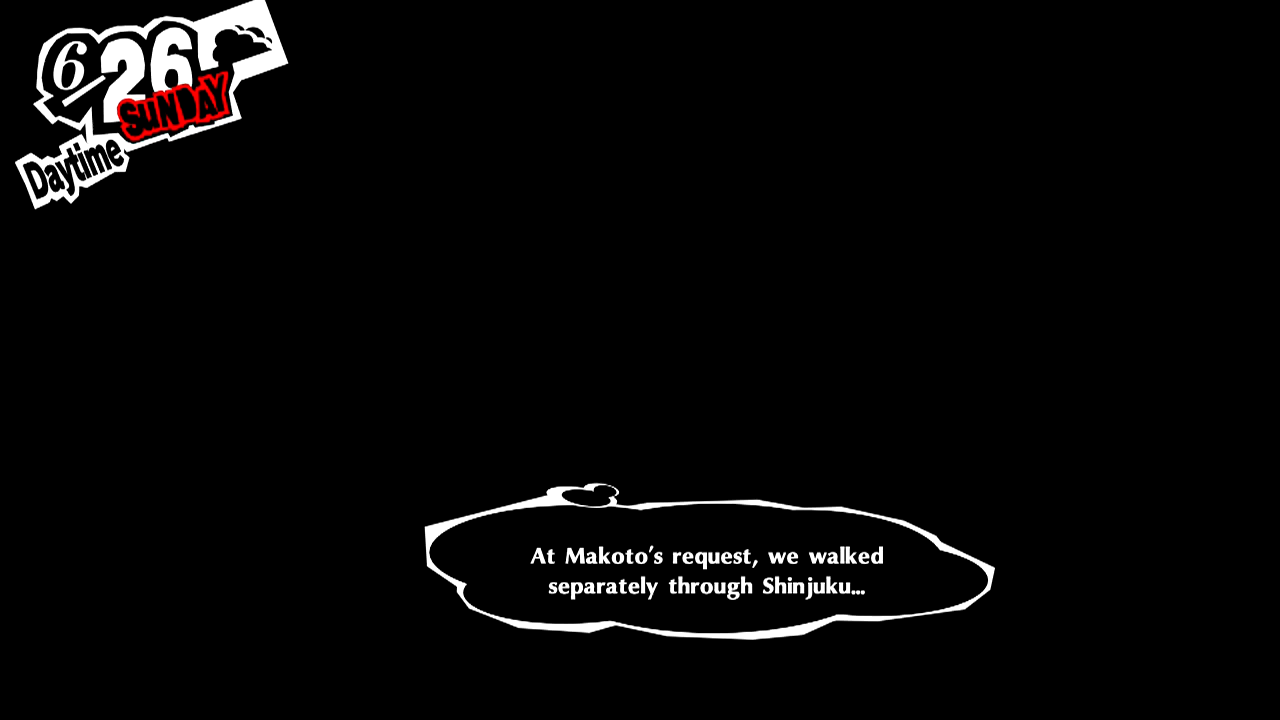 6/26
SUNDAY
Daytime
At Makoto's request, we walked
separately through Shinjuku...